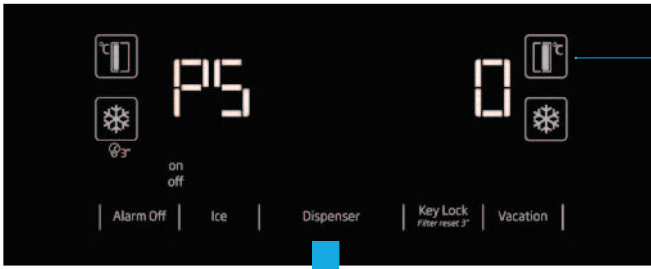 °C
PS
0
°C
3"
on
off
Alarm Off
Ice
Dispenser
Key Lock
Filter reset 3"
Vacation